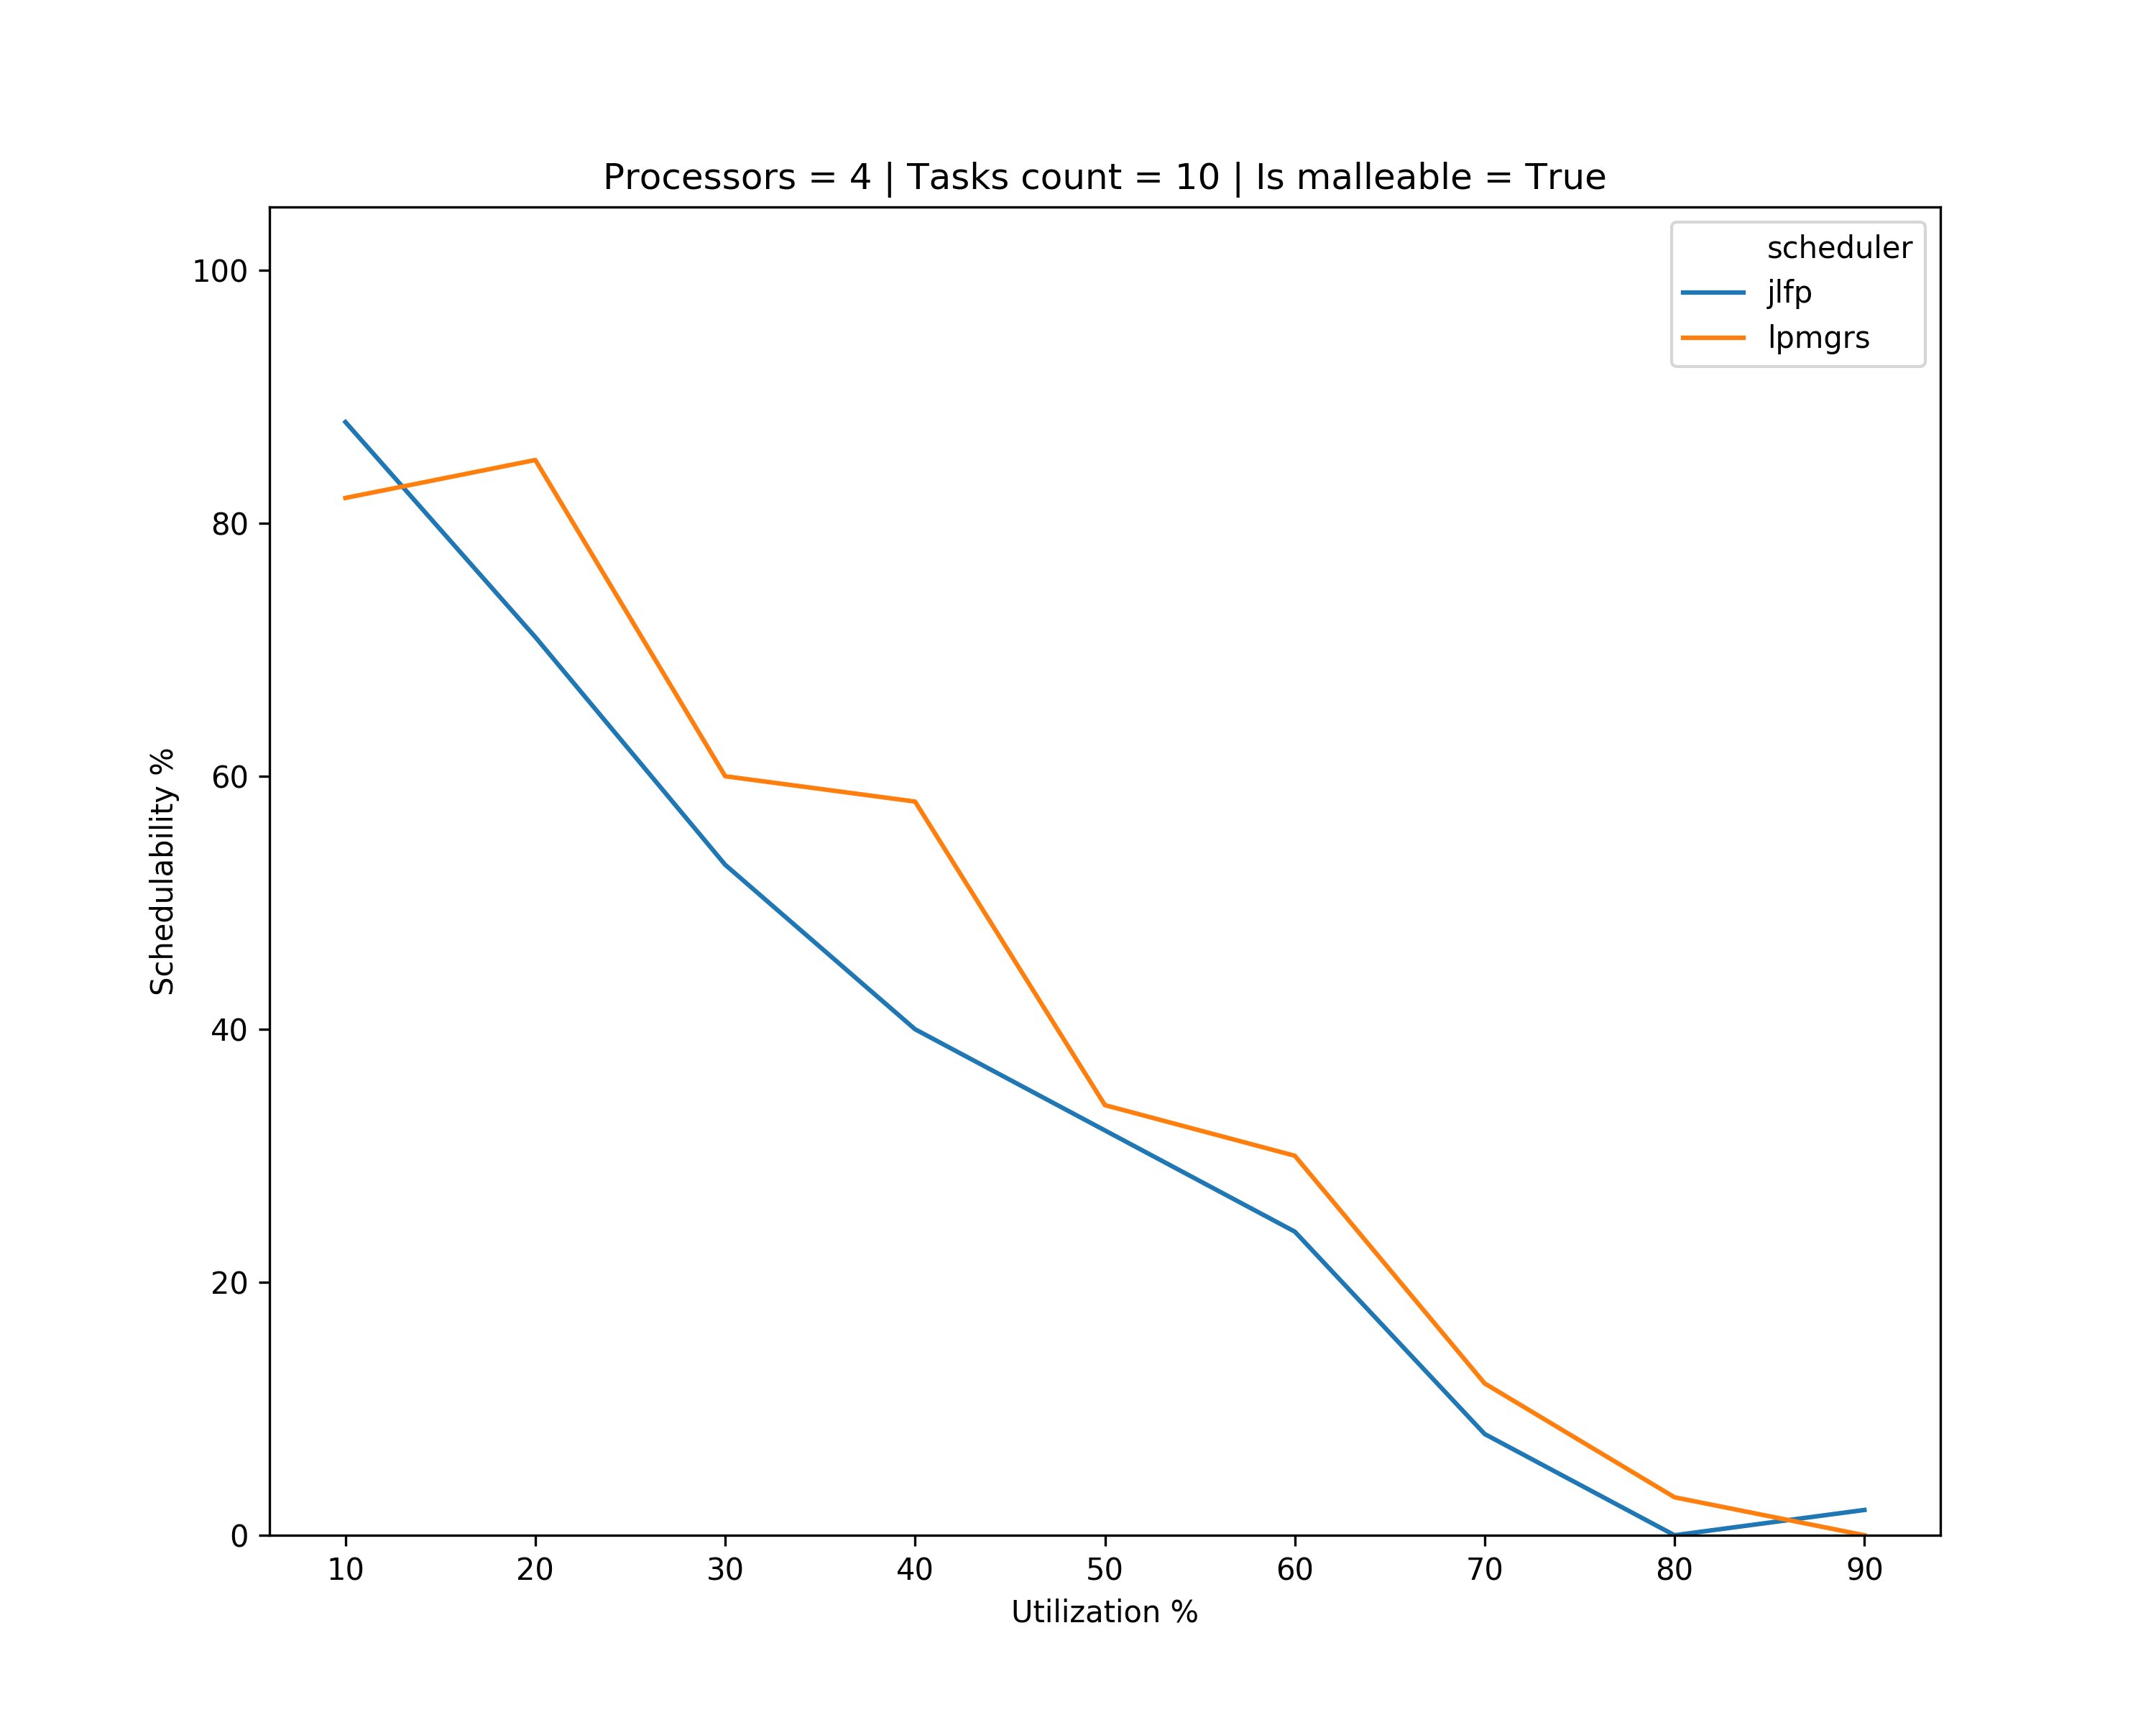 Processors = 4 | Tasks count = 10 | Is malleable = True
scheduler
jlfp
lpmgrs
100
80
60
40
20
0
Schedulability %
10 20 30 40 50 60 70 80 90
Utilization %